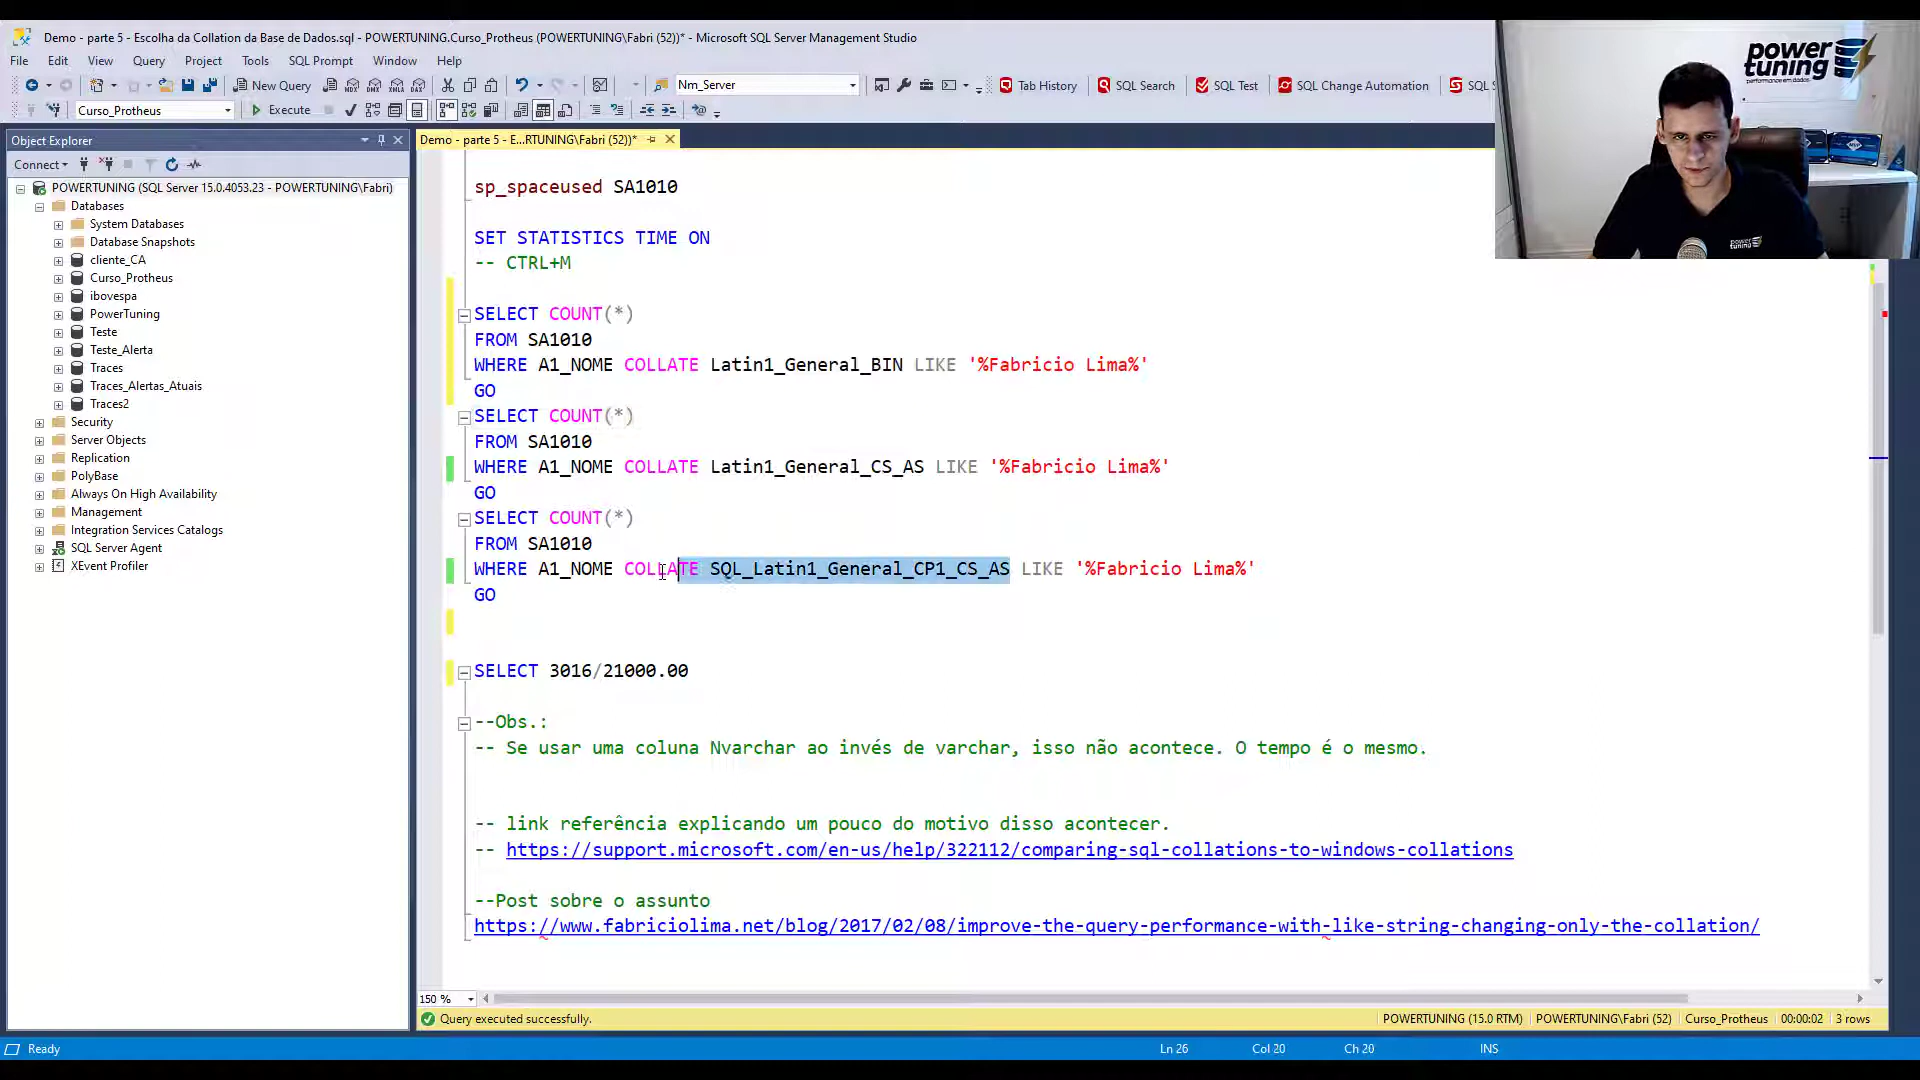 Demo - parte 5 - Escolha da Collation da Base de Dados.sql - POWERTUNING.Curso_Protheus (POWERTUNING\Fabri (52))* - Microsoft SQL Server Management Studio
File Edit View Query Project Tools SQL Prompt Window Help
New Query Nm_Server Tab History SQL Search SQL Test SQL Change Automation SQL S
Curso_Protheus Execute
Object Explorer
Connect
POWERTUNING (SQL Server 15.0.4053.23 - POWERTUNING\Fabri)
Databases
System Databases
Database Snapshots
cliente_CA
Curso_Protheus
ibovespa
PowerTuning
Teste
Teste_Alerta
Traces
Traces_Alertas_Atuais
Traces2
Security
Server Objects
Replication
PolyBase
Always On High Availability
Management
Integration Services Catalogs
SQL Server Agent
XEvent Profiler
Demo - parte 5 - E...RTUNING\Fabri (52))*
sp_spaceused SA1010
SET STATISTICS TIME ON
-- CTRL+M
SELECT COUNT(*)
FROM SA1010
WHERE A1_NOME COLLATE Latin1_General_BIN LIKE '%Fabricio Lima%'
GO
SELECT COUNT(*)
FROM SA1010
WHERE A1_NOME COLLATE Latin1_General_CS_AS LIKE '%Fabricio Lima%'
GO
SELECT COUNT(*)
FROM SA1010
WHERE A1_NOME COLLATE SQL_Latin1_General_CP1_CS_AS LIKE '%Fabricio Lima%'
GO
SELECT 3016/21000.00
--Obs.:
-- Se usar uma coluna Nvarchar ao invés de varchar, isso não acontece. O tempo é o mesmo.
-- link referência explicando um pouco do motivo disso acontecer.
-- https://support.microsoft.com/en-us/help/322112/comparing-sql-collations-to-windows-collations
--Post sobre o assunto
https://www.fabriciolima.net/blog/2017/02/08/improve-the-query-performance-with-like-string-changing-only-the-collation/
150 %
Query executed successfully. POWERTUNING (15.0 RTM) POWERTUNING\Fabri (52) Curso_Protheus 00:00:02 3 rows
Ready Ln 26 Col 20 Ch 20 INS
power
tuning
performance em dados
power
tuning